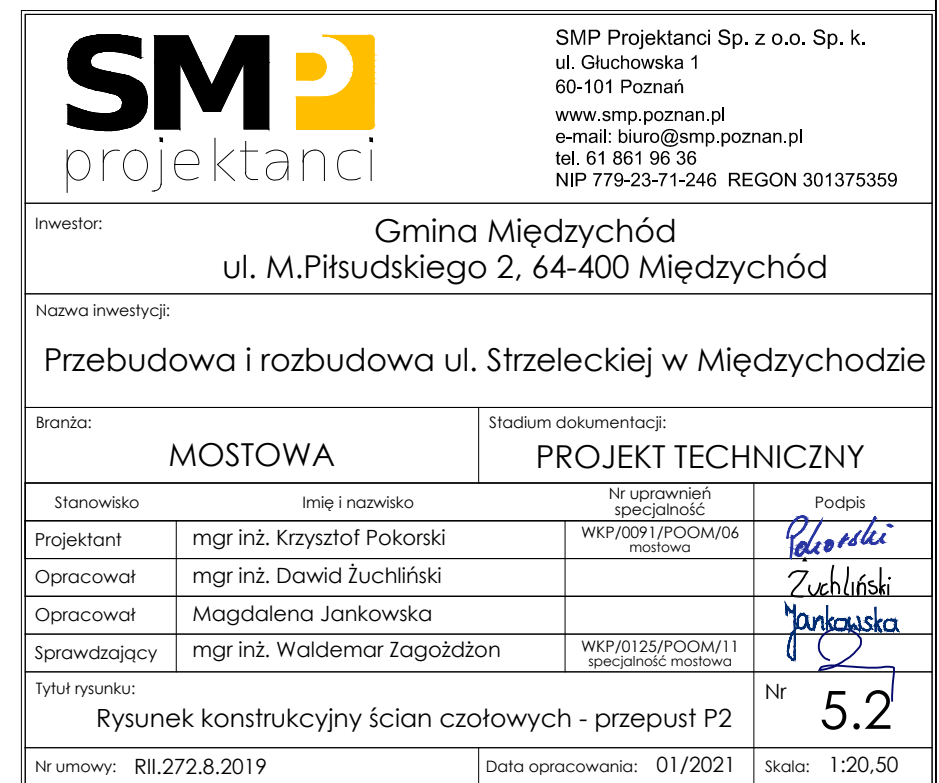 SMP
projektanci
SMP Projektanci Sp. z o.o. Sp. k.
ul. Głuchowska 1
60-101 Poznań
www.smp.poznan.pl
e-mail: biuro@smp.poznan.pl
tel. 61 861 96 36
NIP 779-23-71-246 REGON 301375359
Inwestor:
Gmina Międzychód
ul. M.Piłsudskiego 2, 64-400 Międzychód
Nazwa inwestycji:
Przebudowa i rozbudowa ul. Strzeleckiej w Międzychodzie
Branża:
MOSTOWA
Stadium dokumentacji:
PROJEKT TECHNICZNY
Stanowisko Imię i nazwisko Nr uprawnień specjalność Podpis
Projektant mgr inż. Krzysztof Pokorski WKP/0091/POOM/06 mostowa Pokorski
Opracował mgr inż. Dawid Żuchliński Żuchliński
Opracował Magdalena Jankowska Jankowska
Sprawdzający mgr inż. Waldemar Zagożdżon WKP/0125/POOM/11 specjalność mostowa
Tytuł rysunku:
Rysunek konstrukcyjny ścian czołowych - przepust P2
Nr 5.2
Nr umowy: RII.272.8.2019 Data opracowania: 01/2021 Skala: 1:20,50